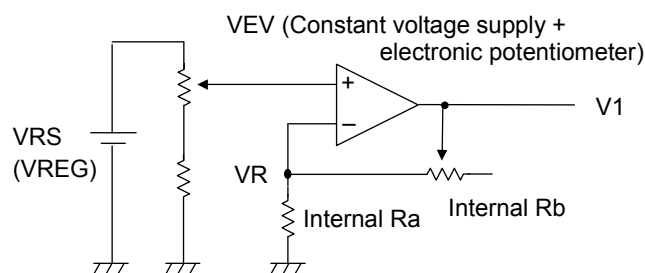 VEV (Constant voltage supply +
electronic potentiometer)
+
V1
−
VRS
(VREG)
VR
Internal Rb
Internal Ra